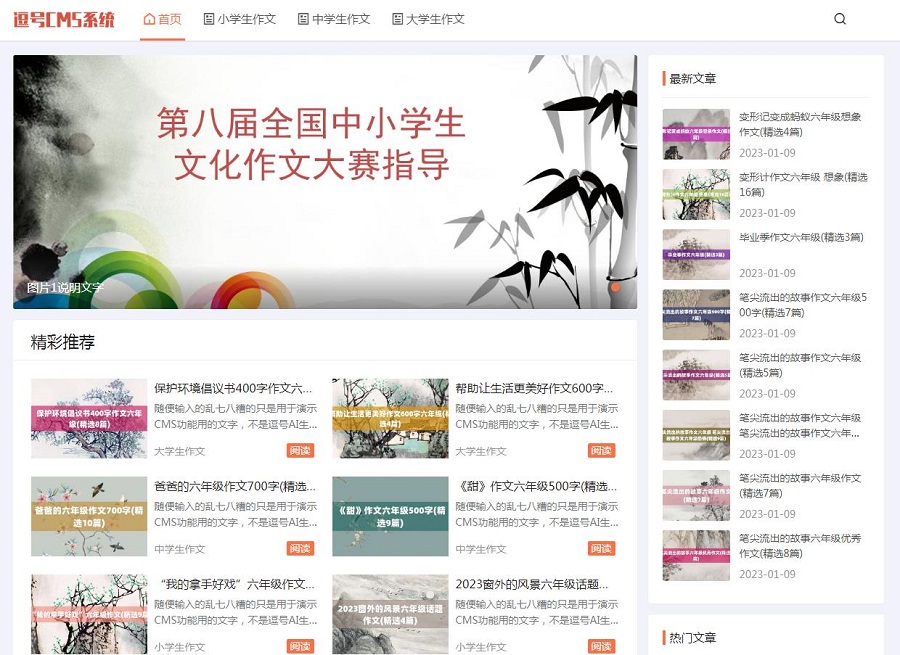 逗号CMS系统
首页
小学生作文
中学生作文
大学生作文
第八届全国中小学生
文化作文大赛指导
图片1说明文字
精彩推荐
保护环境倡议书400字作文六年
级(精选8篇)
保护环境倡议书400字作文六...
随便输入的乱七八糟的只是用于演示
CMS功能用的文字，不是逗号AI生...
大学生作文
阅读
帮助让生活更美好作文600字六年级(精
选4篇)
帮助让生活更美好作文600字...
随便输入的乱七八糟的只是用于演示
CMS功能用的文字，不是逗号AI生...
大学生作文
阅读
爸爸的六年级作文700字(精
选10篇)
爸爸的六年级作文700字(精选...
随便输入的乱七八糟的只是用于演示
CMS功能用的文字，不是逗号AI生...
中学生作文
阅读
《甜》作文六年级500字(精
选9篇)
《甜》作文六年级500字(精选...
随便输入的乱七八糟的只是用于演示
CMS功能用的文字，不是逗号AI生...
中学生作文
阅读
“我的拿手好戏”六年级作文...
随便输入的乱七八糟的只是用于演示
CMS功能用的文字，不是逗号AI生...
小学生作文
阅读
2023窗外的风景六年级话题
作文(精选4篇)
2023窗外的风景六年级话题...
随便输入的乱七八糟的只是用于演示
CMS功能用的文字，不是逗号AI生...
小学生作文
阅读
最新文章
变形记变成蚂蚁六年级想象
作文(精选4篇)
2023-01-09
变形计作文六年级 想象(精选
16篇)
2023-01-09
毕业季作文六年级(精选3篇)
2023-01-09
笔尖流出的故事作文六年级5
00字(精选7篇)
2023-01-09
笔尖流出的故事作文六年级
(精选5篇)
2023-01-09
笔尖流出的故事作文六年级
笔尖流出的故事作文六年...
2023-01-09
笔尖流出的故事六年级作文
(精选7篇)
2023-01-09
笔尖流出的故事六年级优秀
作文(精选8篇)
2023-01-09
热门文章